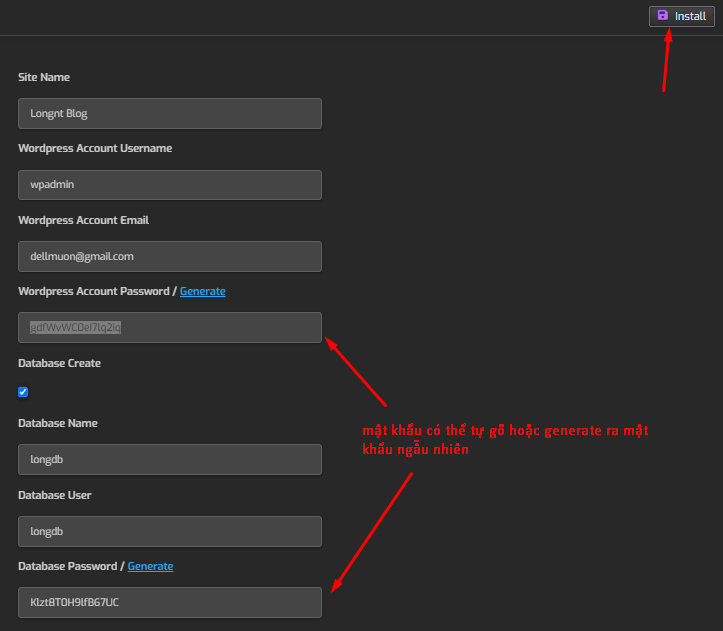 Install
Site Name
Longnt Blog
Wordpress Account Username
wpadmin
Wordpress Account Email
dellmuon@gmail.com
Wordpress Account Password / Generate
gdfWvWC0eI7lq2iq
Database Create
Database Name
longdb
mật khẩu có thể tự gõ hoặc generate ra mật
khẩu ngẫu nhiên
Database User
longdb
Database Password / Generate
KlztBT0H9lfB67UC